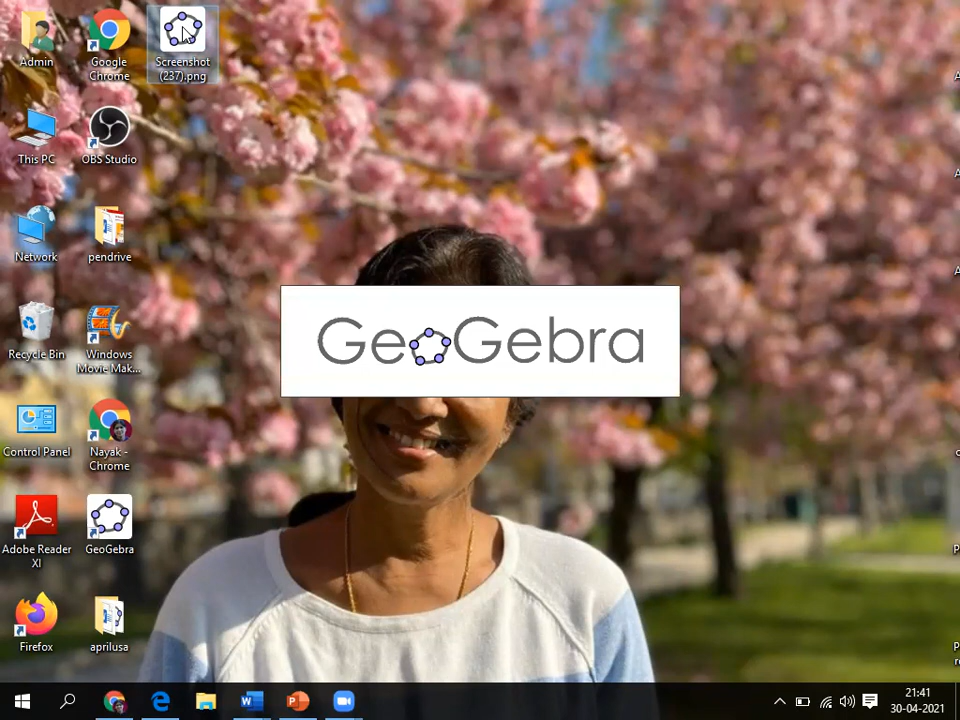 Admin
Google
Chrome
Screenshot
(237).png
This PC
OBS Studio
Network
pendrive
Recycle Bin
Windows
Movie Mak...
Control Panel
Nayak -
Chrome
Adobe Reader
XI
GeoGebra
Firefox
aprilusa
GeoGebra
21:41
30-04-2021